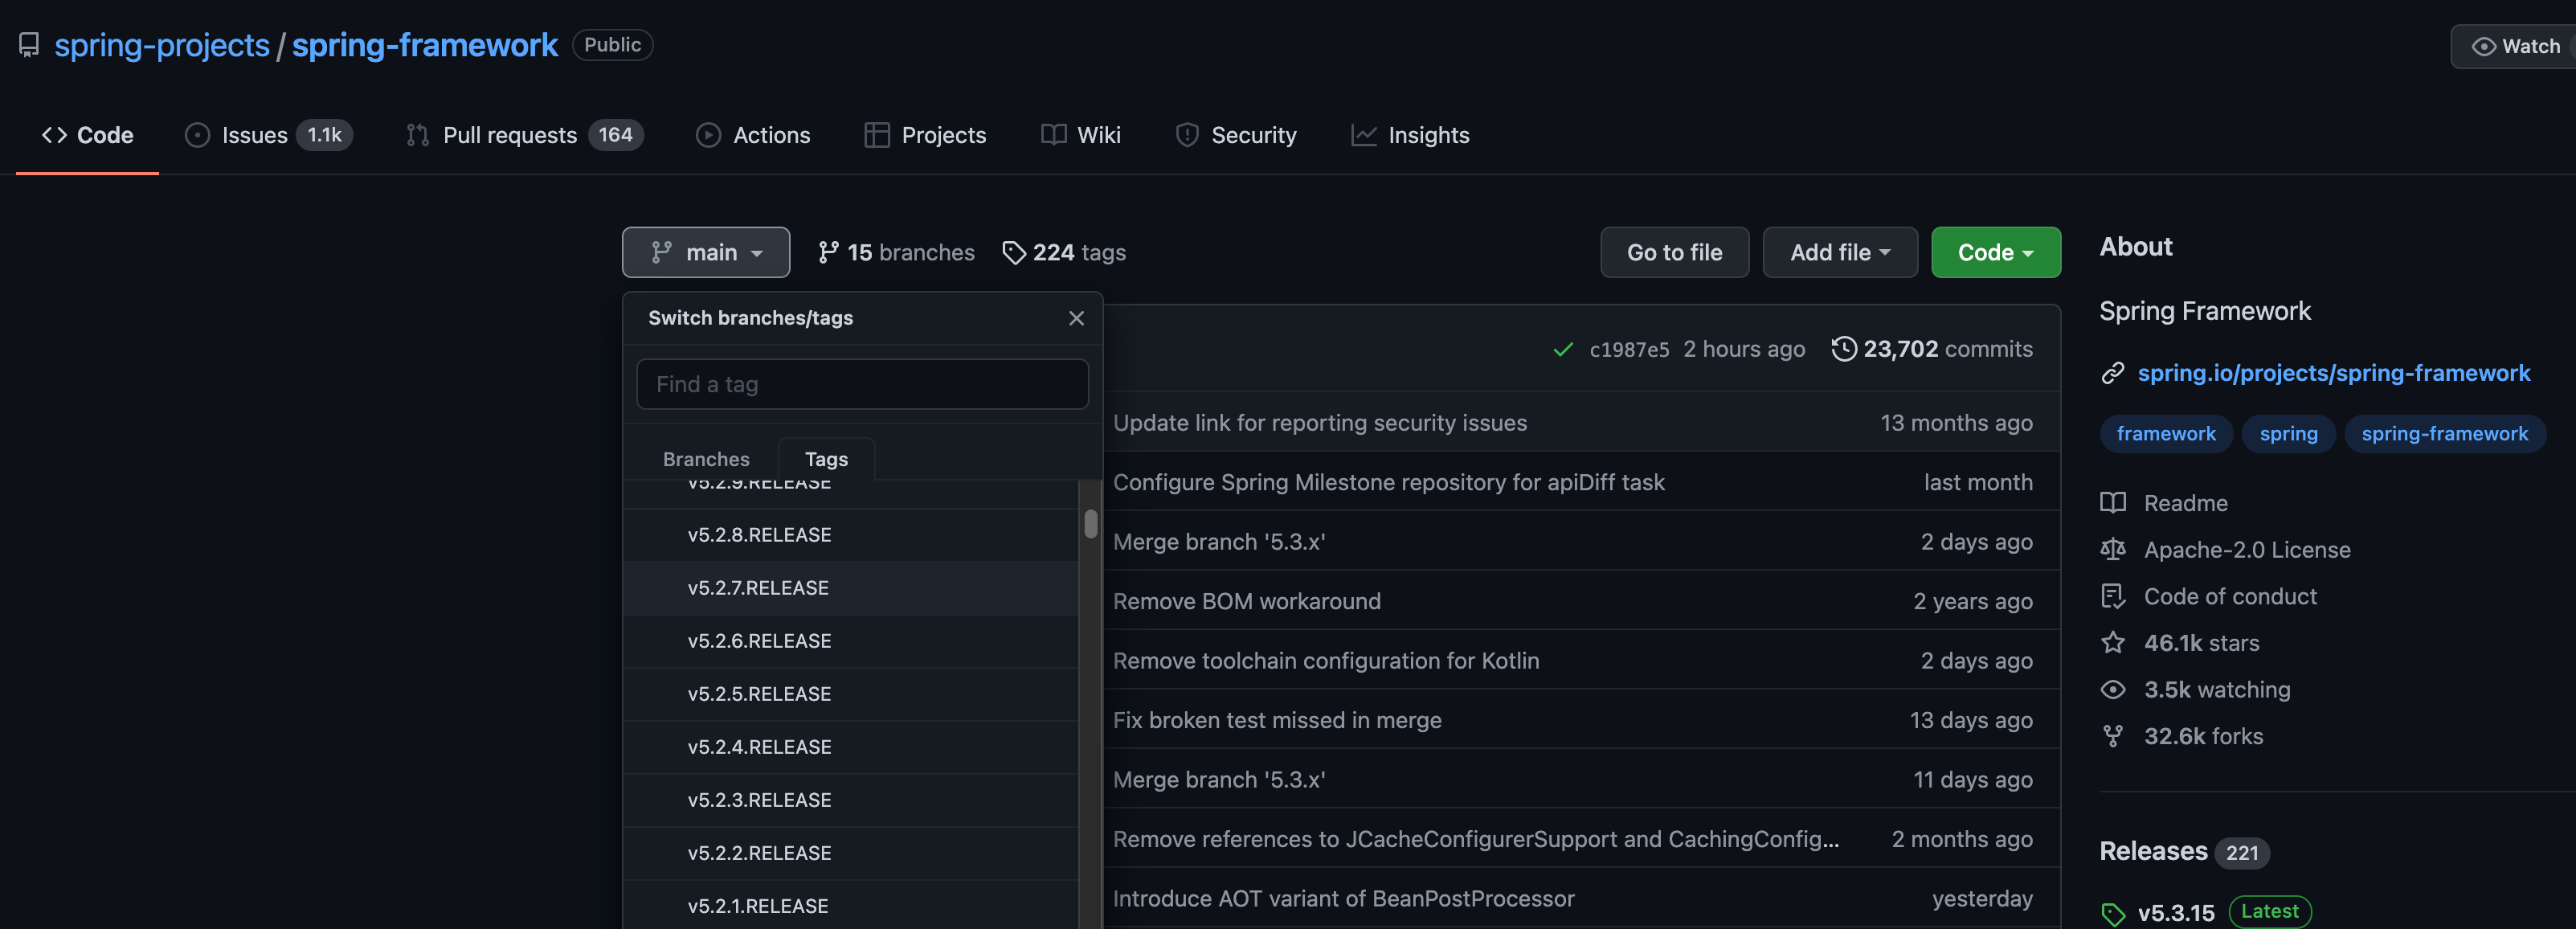 spring-projects / spring-framework Public
Watch
Code Issues 1.1k Pull requests 164 Actions Projects Wiki Security Insights
main 15 branches 224 tags Go to file Add file Code
Switch branches/tags
Find a tag
Branches Tags
v5.2.9.RELEASE
v5.2.8.RELEASE
v5.2.7.RELEASE
v5.2.6.RELEASE
v5.2.5.RELEASE
v5.2.4.RELEASE
v5.2.3.RELEASE
v5.2.2.RELEASE
v5.2.1.RELEASE
c1987e5 2 hours ago 23,702 commits
Update link for reporting security issues 13 months ago
Configure Spring Milestone repository for apiDiff task last month
Merge branch '5.3.x' 2 days ago
Remove BOM workaround 2 years ago
Remove toolchain configuration for Kotlin 2 days ago
Fix broken test missed in merge 13 days ago
Merge branch '5.3.x' 11 days ago
Remove references to JCacheConfigurerSupport and CachingConfig... 2 months ago
Introduce AOT variant of BeanPostProcessor yesterday
About
Spring Framework
spring.io/projects/spring-framework
framework spring spring-framework
Readme
Apache-2.0 License
Code of conduct
46.1k stars
3.5k watching
32.6k forks
Releases 221
v5.3.15 Latest